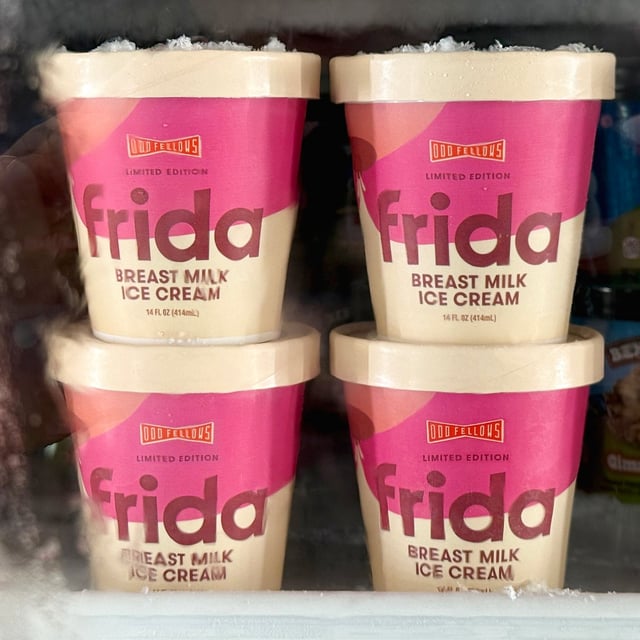 ODD FELLOWS
LIMITED EDITION
frida
BREAST MILK
ICE CREAM
14 FL OZ (414mL)
ODD FELLOWS
LIMITED EDITION
frida
BREAST MILK
ICE CREAM
14 FL OZ (414mL)
ODD FELLOWS
LIMITED EDITION
frida
BREAST MILK
ICE CREAM
ODD FELLOWS
LIMITED EDITION
frida
BREAST MILK
ICE CREAM